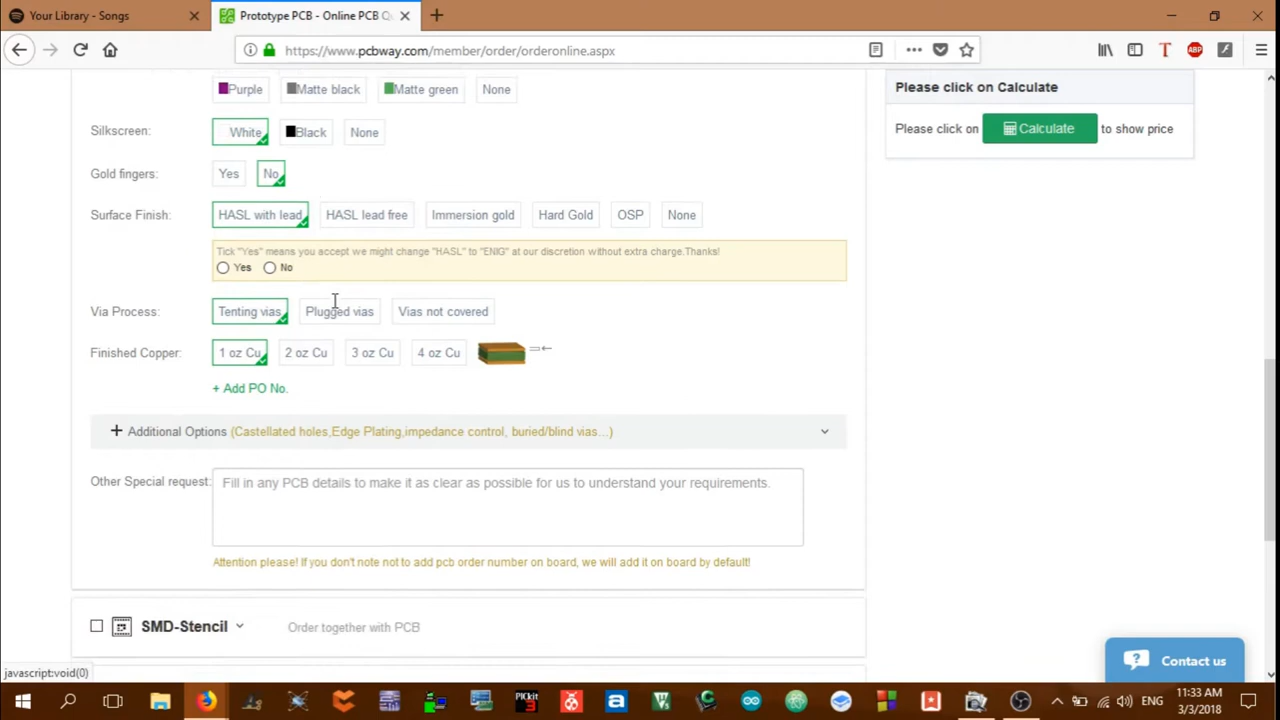 Your Library - Songs
Prototype PCB - Online PCB Qu
https://www.pcbway.com/member/order/orderonline.aspx
Purple
Matte black
Matte green
None
Please click on Calculate
Please click on Calculate to show price
Silkscreen: White Black None
Gold fingers: Yes No
Surface Finish: HASL with lead HASL lead free Immersion gold Hard Gold OSP None
Tick "Yes" means you accept we might change "HASL" to "ENIG" at our discretion without extra charge.Thanks!
Yes No
Via Process: Tenting vias Plugged vias Vias not covered
Finished Copper: 1 oz Cu 2 oz Cu 3 oz Cu 4 oz Cu
+ Add PO No.
+ Additional Options (Castellated holes,Edge Plating,impedance control, buried/blind vias...)
Other Special request: Fill in any PCB details to make it as clear as possible for us to understand your requirements.
Attention please! If you don't note not to add pcb order number on board, we will add it on board by default!
SMD-Stencil Order together with PCB
Contact us
javascript:void(0)
PICkit
3
ENG
11:33 AM
3/3/2018